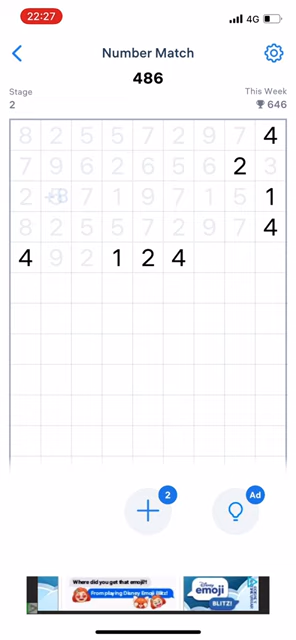 22:27
4G
Number Match
486
Stage
2
This Week
646
8 2 5 5 7 2 9 7 4
7 9 6 2 6 5 6 2 3
2 7 1 9 7 1 5 1
8 2 5 5 7 2 9 7 4
4 9 2 1 2 4
2
Ad
Where did you get that emoji?!
From playing Disney Emoji Blitz!
Disney
emoji
BLITZ!